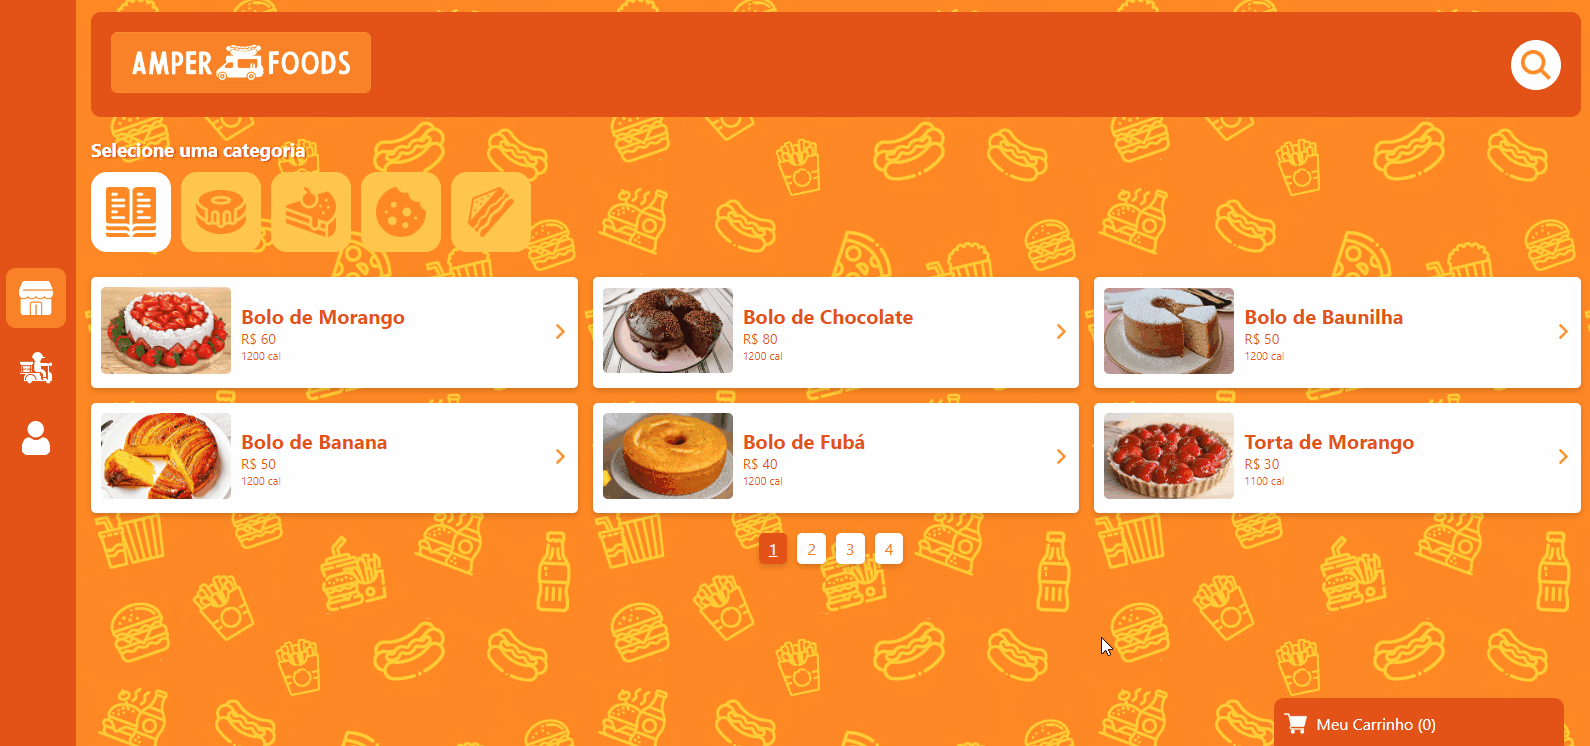 AMPER FOODS
Selecione uma categoria
Bolo de Morango
R$ 60
1200 cal
Bolo de Chocolate
R$ 80
1200 cal
Bolo de Baunilha
R$ 50
1200 cal
Bolo de Banana
R$ 50
1200 cal
Bolo de Fubá
R$ 40
1200 cal
Torta de Morango
R$ 30
1100 cal
1 2 3 4
Meu Carrinho (0)